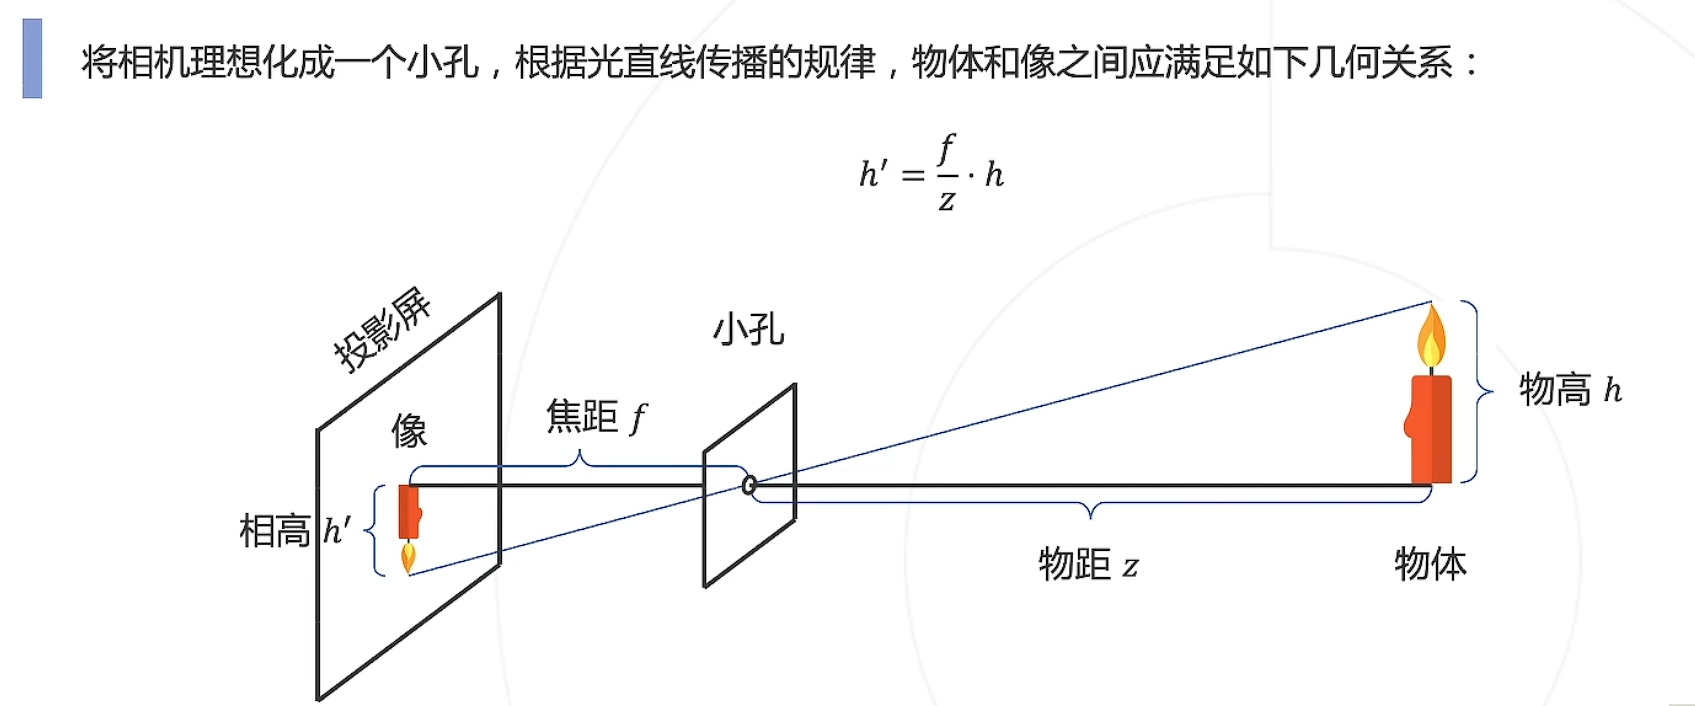 将相机理想化成一个小孔，根据光直线传播的规律，物体和像之间应满足如下几何关系：
h′ = f/z · h
投影屏
小孔
像
焦距 f
物高 h
相高 h′
物距 z
物体